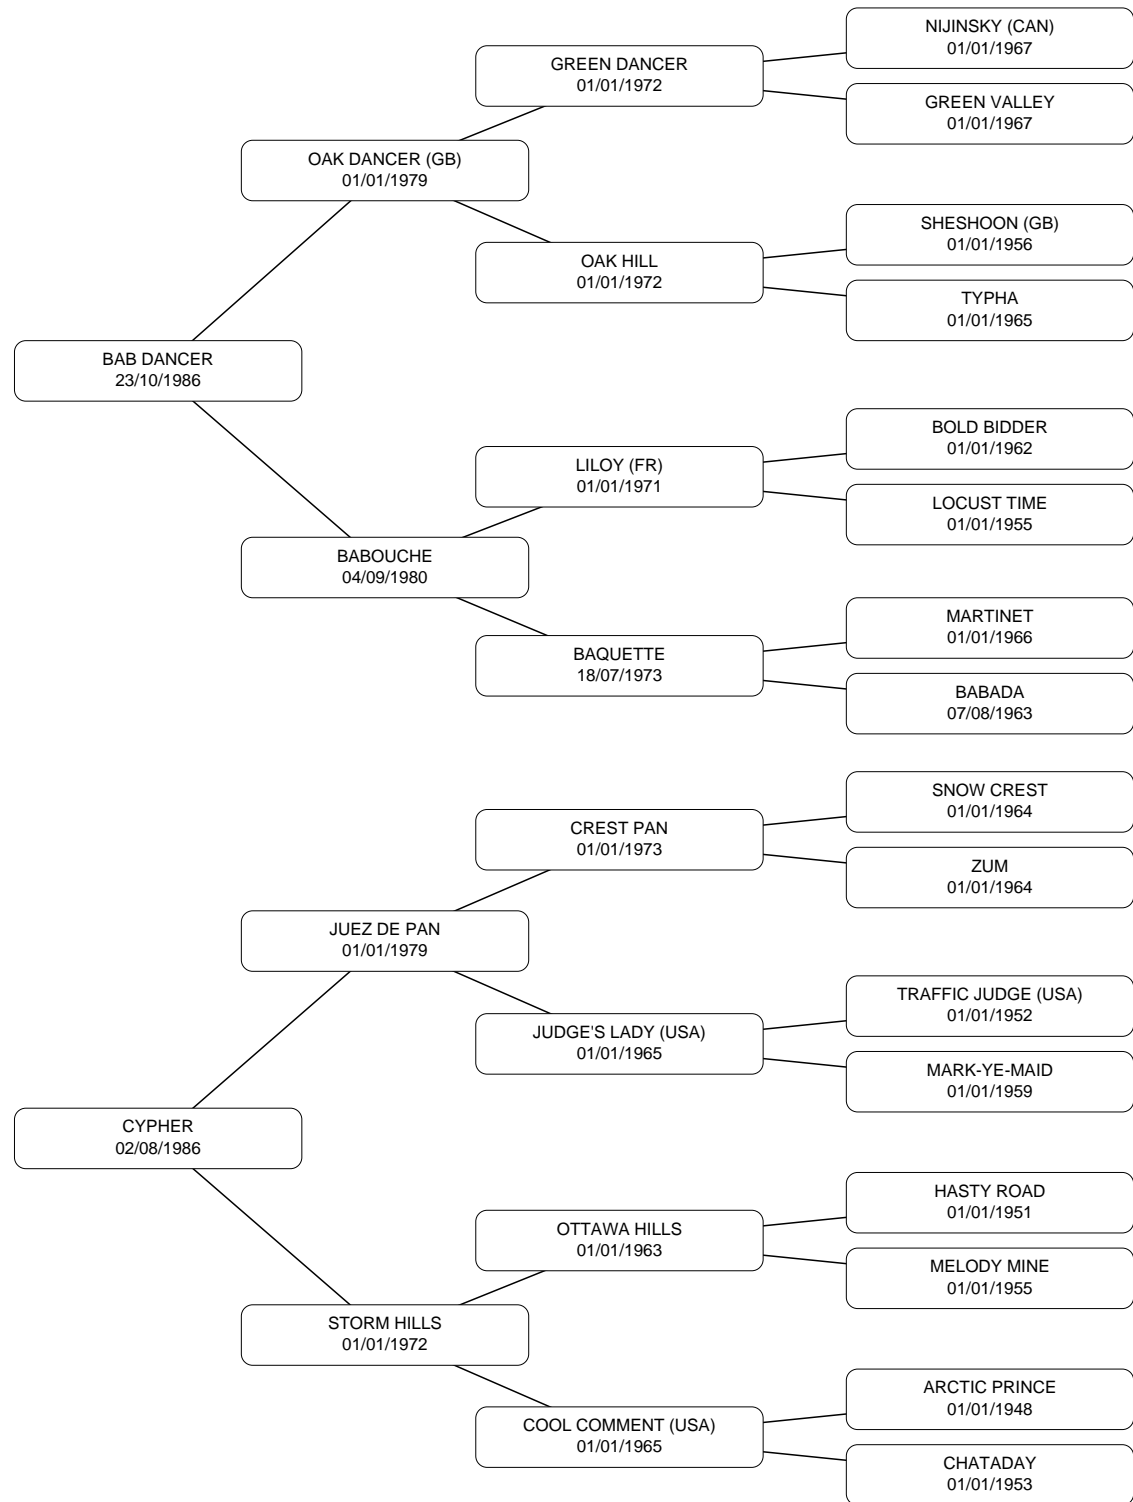 NIJINSKY (CAN)
01/01/1967
GREEN DANCER
01/01/1972
GREEN VALLEY
01/01/1967
OAK DANCER (GB)
01/01/1979
SHESHOON (GB)
01/01/1956
OAK HILL
01/01/1972
TYPHA
01/01/1965
BAB DANCER
23/10/1986
BOLD BIDDER
01/01/1962
LILOY (FR)
01/01/1971
LOCUST TIME
01/01/1955
BABOUCHE
04/09/1980
MARTINET
01/01/1966
BAQUETTE
18/07/1973
BABADA
07/08/1963
SNOW CREST
01/01/1964
CREST PAN
01/01/1973
ZUM
01/01/1964
JUEZ DE PAN
01/01/1979
TRAFFIC JUDGE (USA)
01/01/1952
JUDGE'S LADY (USA)
01/01/1965
MARK-YE-MAID
01/01/1959
CYPHER
02/08/1986
HASTY ROAD
01/01/1951
OTTAWA HILLS
01/01/1963
MELODY MINE
01/01/1955
STORM HILLS
01/01/1972
ARCTIC PRINCE
01/01/1948
COOL COMMENT (USA)
01/01/1965
CHATADAY
01/01/1953